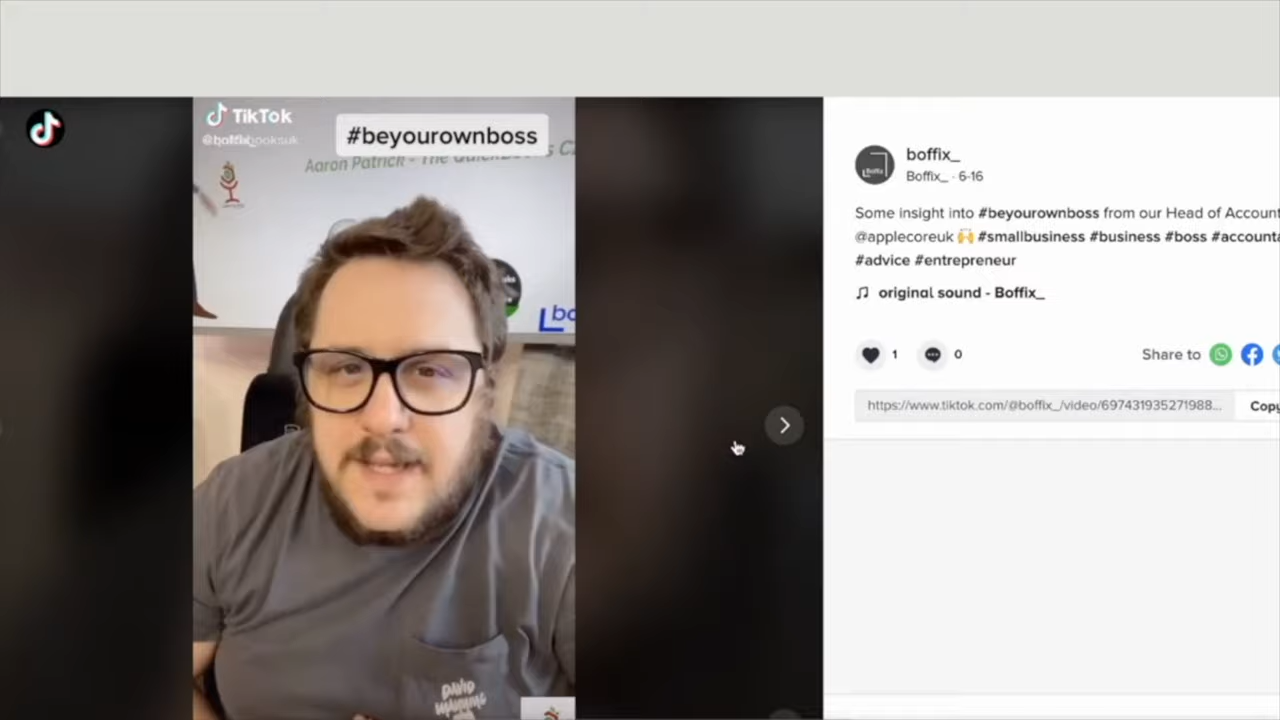 TikTok
#beyourownboss
Aaron Patrick - The QuickBooks C
boffix_
Boffix_ · 6-16
Some insight into #beyourownboss from our Head of Account
@applecoreuk 🙌 #smallbusiness #business #boss #accounta
#advice #entrepreneur
original sound - Boffix_
1
0
Share to
https://www.tiktok.com/@boffix_/video/697431935271988...
Copy
DAVID